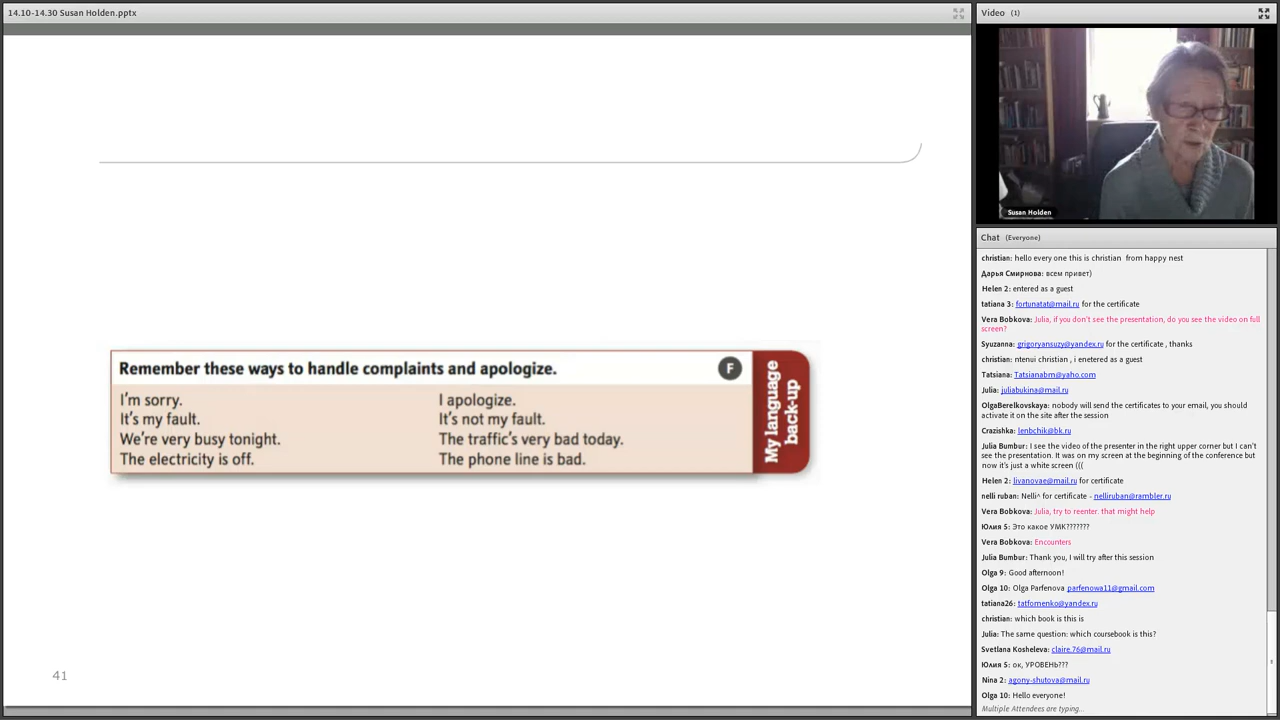 14.10-14.30 Susan Holden.pptx
Remember these ways to handle complaints and apologize.
F
I'm sorry.
It's my fault.
We're very busy tonight.
The electricity is off.
I apologize.
It's not my fault.
The traffic's very bad today.
The phone line is bad.
My language
back-up
41
Video (1)
Susan Holden
Chat (Everyone)
christian: hello every one this is christian from happy nest
Дарья Смирнова: всем привет)
Helen 2: entered as a guest
tatiana 3: fortunatat@mail.ru for the certificate
Vera Bobkova: Julia, if you don't see the presentation, do you see the video on full
screen?
Syuzanna: grigoryansuzy@yandex.ru for the certificate , thanks
christian: ntenui christian , i enetered as a guest
Tatsiana: Tatsianabm@yaho.com
Julia: juliabukina@mail.ru
OlgaBerelkovskaya: nobody will send the certificates to your email, you should
activate it on the site after the session
Crazishka: lenbchik@bk.ru
Julia Bumbur: I see the video of the presenter in the right upper corner but I can't
see the presentation. It was on my screen at the beginning of the conference but
now it's just a white screen (((
Helen 2: livanovae@mail.ru for certificate
nelli ruban: Nelli^ for certificate - nelliruban@rambler.ru
Vera Bobkova: Julia, try to reenter. that might help
Юлия 5: Это какое УМК???????
Vera Bobkova: Encounters
Julia Bumbur: Thank you, I will try after this session
Olga 9: Good afternoon!
Olga 10: Olga Parfenova parfenowa11@gmail.com
tatiana26: tatfomenko@yandex.ru
christian: which book is this is
Julia: The same question: which coursebook is this?
Svetlana Kosheleva: claire.76@mail.ru
Юлия 5: ок, УРОВЕНЬ???
Nina 2: agony-shutova@mail.ru
Olga 10: Hello everyone!
Multiple Attendees are typing...